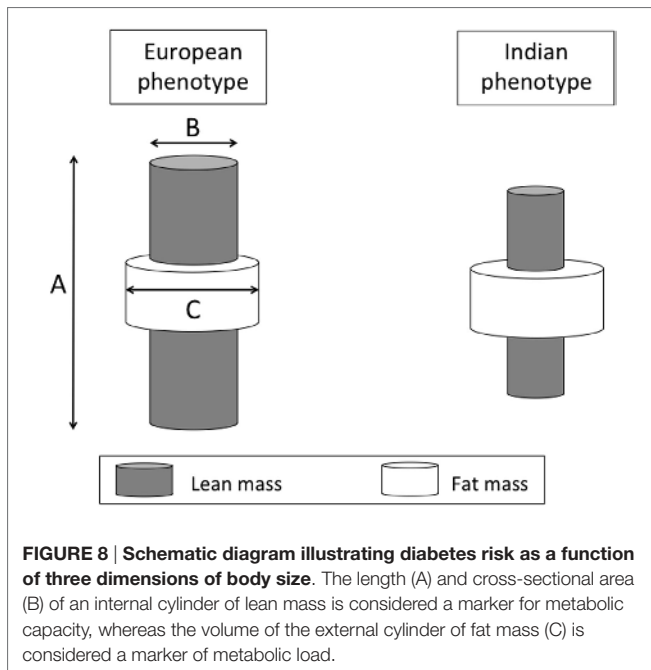 European
phenotype
Indian
phenotype
B
A
C
Lean mass
Fat mass
FIGURE 8 | Schematic diagram illustrating diabetes risk as a function
of three dimensions of body size. The length (A) and cross-sectional area
(B) of an internal cylinder of lean mass is considered a marker for metabolic
capacity, whereas the volume of the external cylinder of fat mass (C) is
considered a marker of metabolic load.